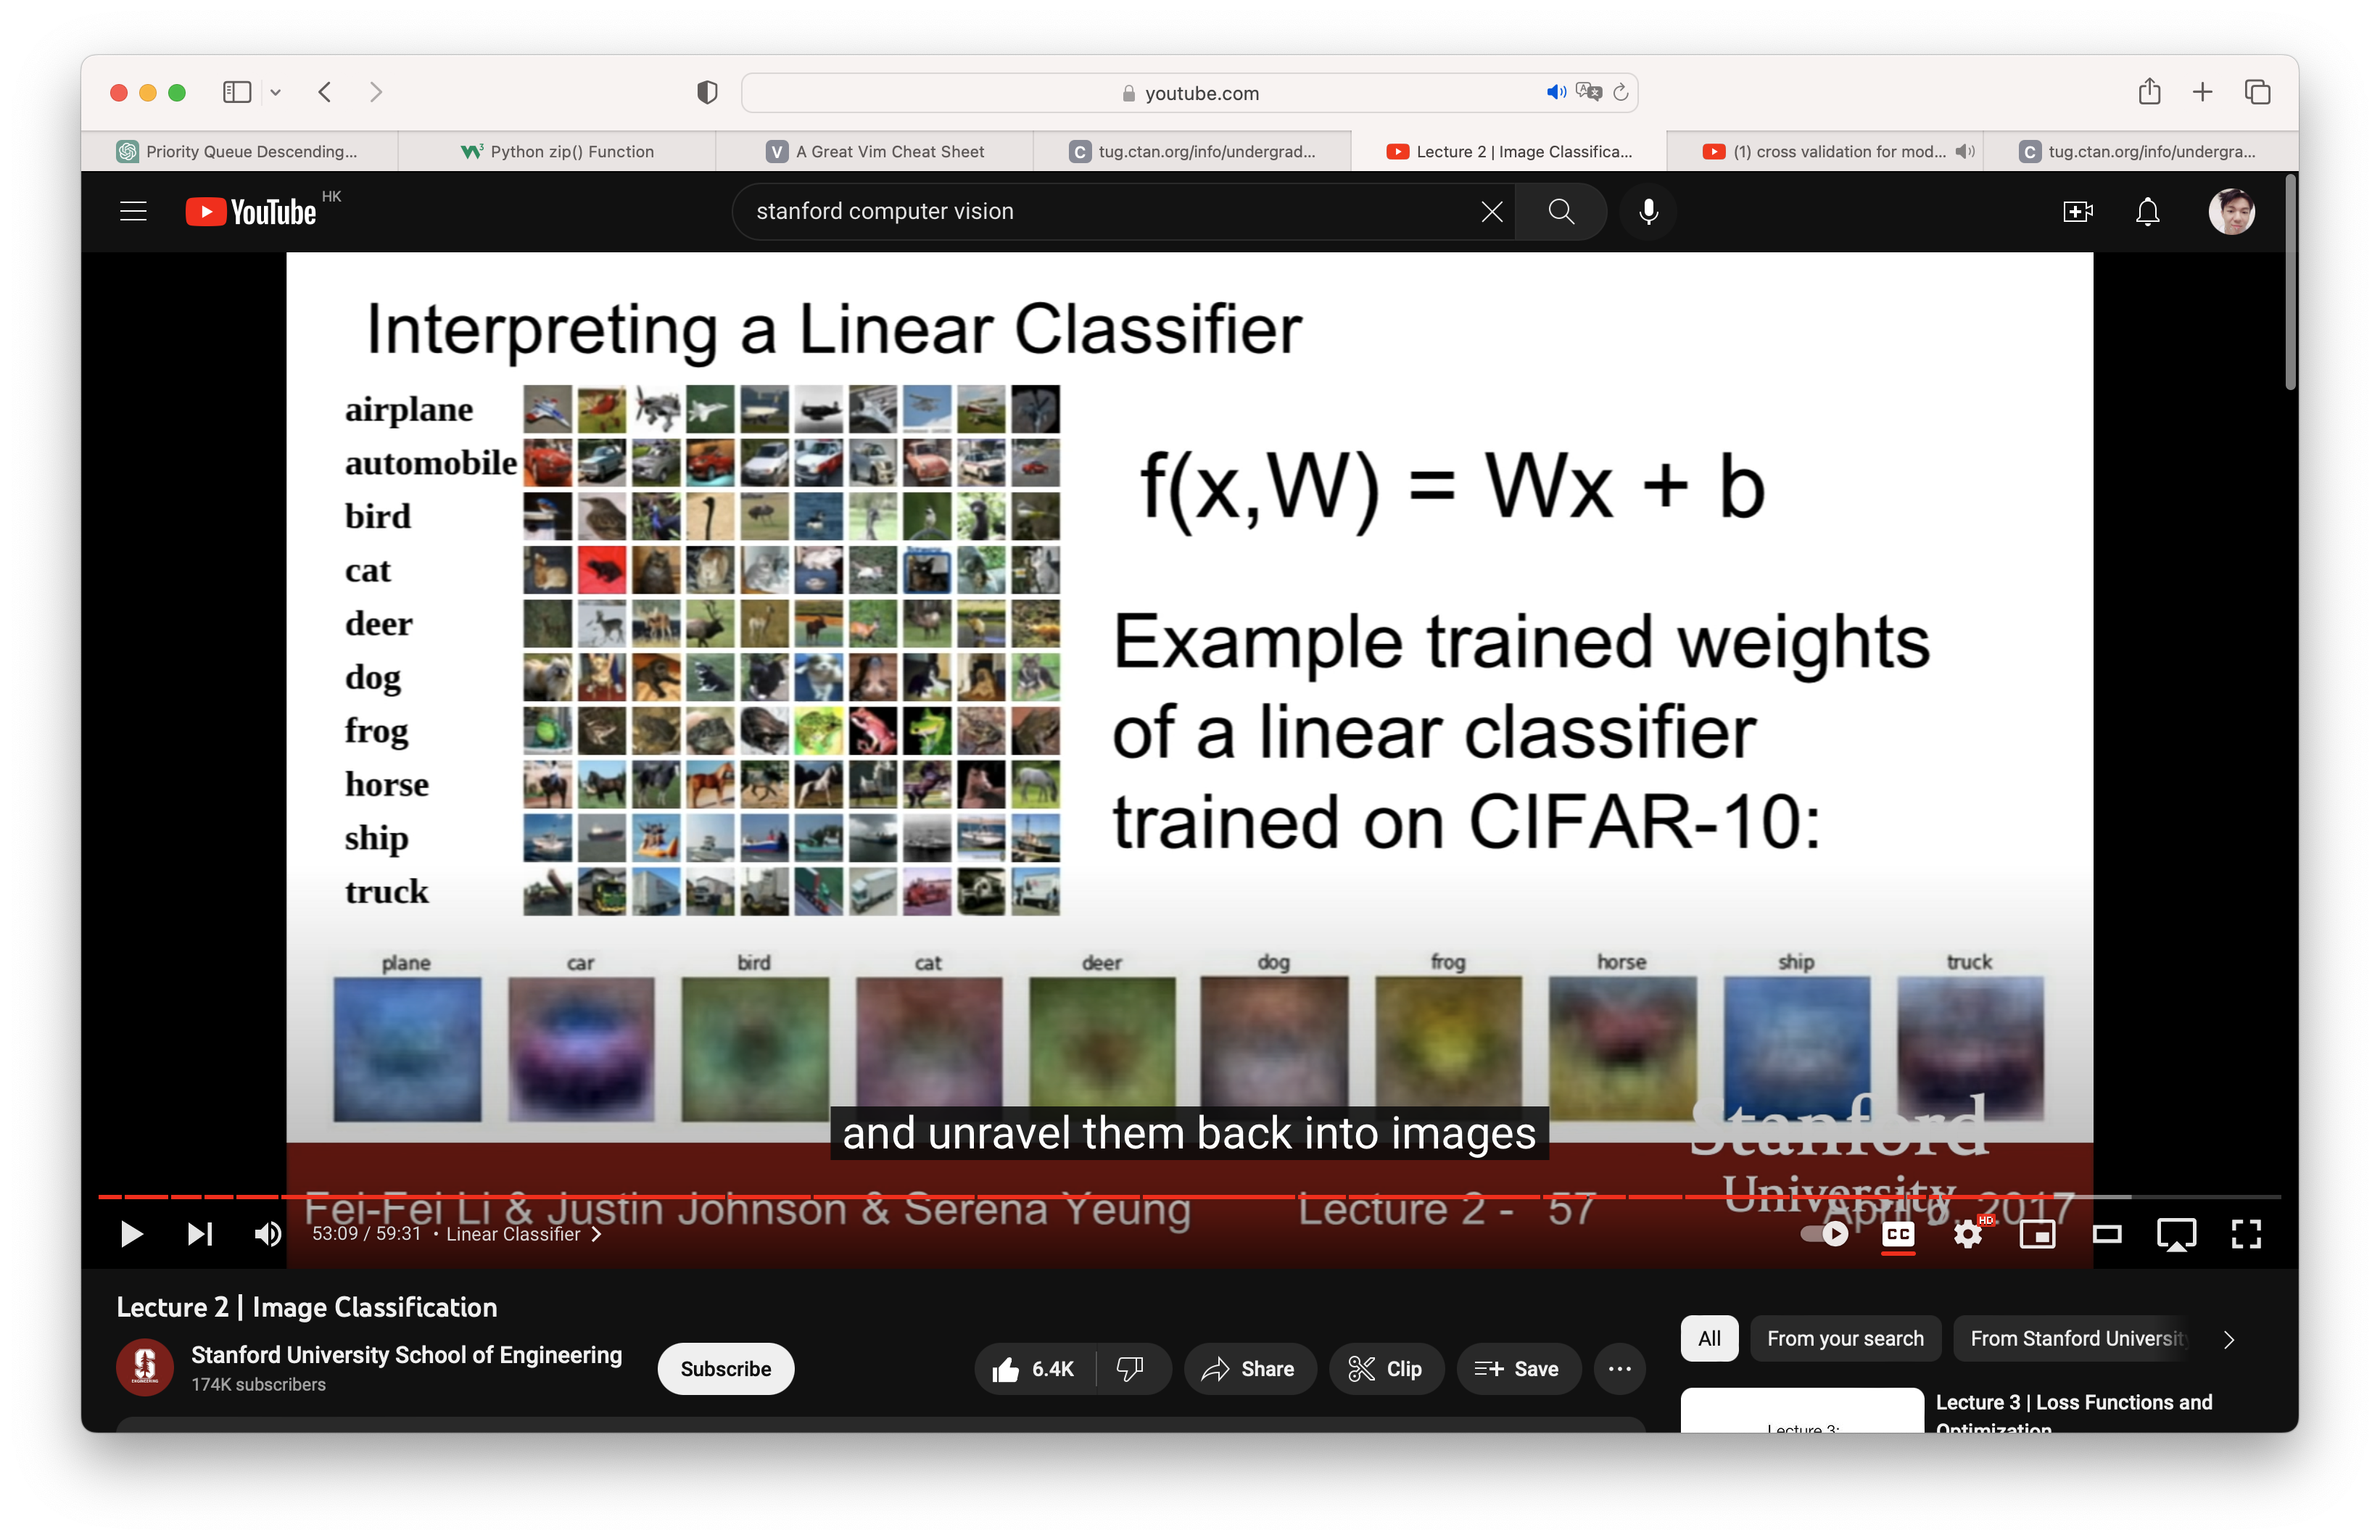 youtube.com
Priority Queue Descending...
Python zip() Function
A Great Vim Cheat Sheet
tug.ctan.org/info/undergrad...
Lecture 2 | Image Classifica...
(1) cross validation for mod...
tug.ctan.org/info/undergra...
YouTube HK
stanford computer vision
Interpreting a Linear Classifier
airplane
automobile
bird
cat
deer
dog
frog
horse
ship
truck
f(x,W) = Wx + b
Example trained weights
of a linear classifier
trained on CIFAR-10:
plane car bird cat deer dog frog horse ship truck
and unravel them back into images
Stanford
University
Fei-Fei Li & Justin Johnson & Serena Yeung Lecture 2 - 57 April 6, 2017
53:09 / 59:31 • Linear Classifier
CC
HD
Lecture 2 | Image Classification
Stanford University School of Engineering
174K subscribers
Subscribe
6.4K
Share
Clip
Save
All
From your search
From Stanford University
Lecture 3:
Lecture 3 | Loss Functions and
Optimization